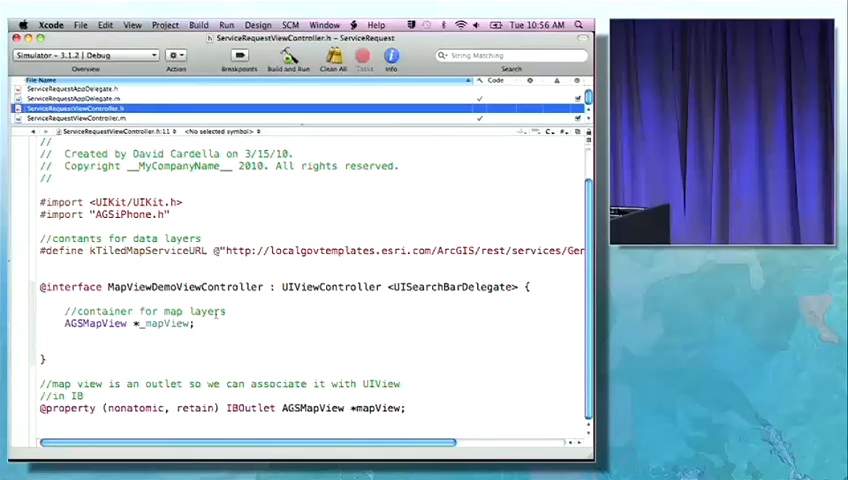 Xcode File Edit View Project Build Run Design SCM Window Help Tue 10:56 AM
ServiceRequestViewController.h - ServiceRequest
Simulator - 3.1.2 | Debug
String Matching
Overview Action Breakpoints Build and Run Clean All Tasks Info Search
File Name Code
ServiceRequestAppDelegate.h
ServiceRequestAppDelegate.m
ServiceRequestViewController.h
ServiceRequestViewController.m
ServiceRequestViewController.h:11 <No selected symbol>
//
// Created by David Cardella on 3/15/10.
// Copyright __MyCompanyName__ 2010. All rights reserved.
//
#import <UIKit/UIKit.h>
#import "AGSiPhone.h"
//contants for data layers
#define kTiledMapServiceURL @"http://localgovtemplates.esri.com/ArcGIS/rest/services/Gen
@interface MapViewDemoViewController : UIViewController <UISearchBarDelegate> {
//container for map layers
AGSMapView *_mapView;
}
//map view is an outlet so we can associate it with UIView
//in IB
@property (nonatomic, retain) IBOutlet AGSMapView *mapView;